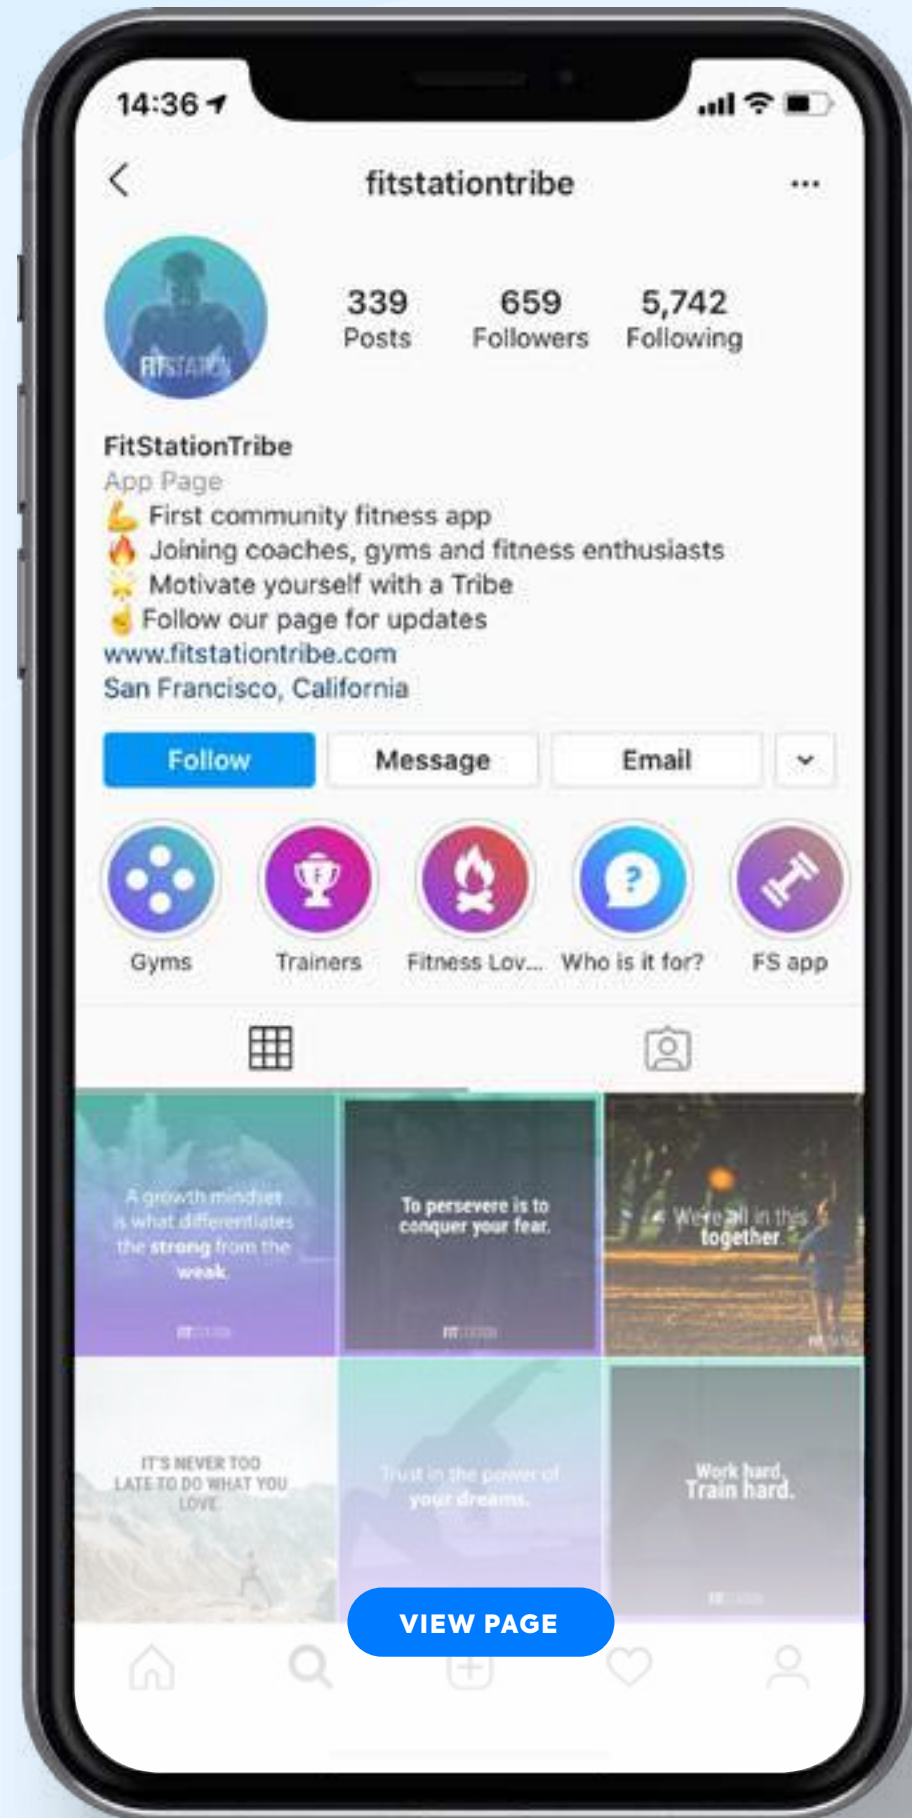 14:36
fitstationtribe
339 659 5,742
Posts Followers Following
FITSTATION
FitStationTribe
App Page
💪 First community fitness app
🔥 Joining coaches, gyms and fitness enthusiasts
🌟 Motivate yourself with a Tribe
☝ Follow our page for updates
www.fitstationtribe.com
San Francisco, California
Follow Message Email
Gyms Trainers Fitness Lov... Who is it for? FS app
A growth mindset
is what differentiates
the strong from the
weak.
FITSTATION
To persevere is to
conquer your fear.
FITSTATION
We're all in this
together.
FITSTATION
IT'S NEVER TOO
LATE TO DO WHAT YOU
LOVE
Trust in the power of
your dreams.
Work hard,
Train hard.
FITSTATION
VIEW PAGE